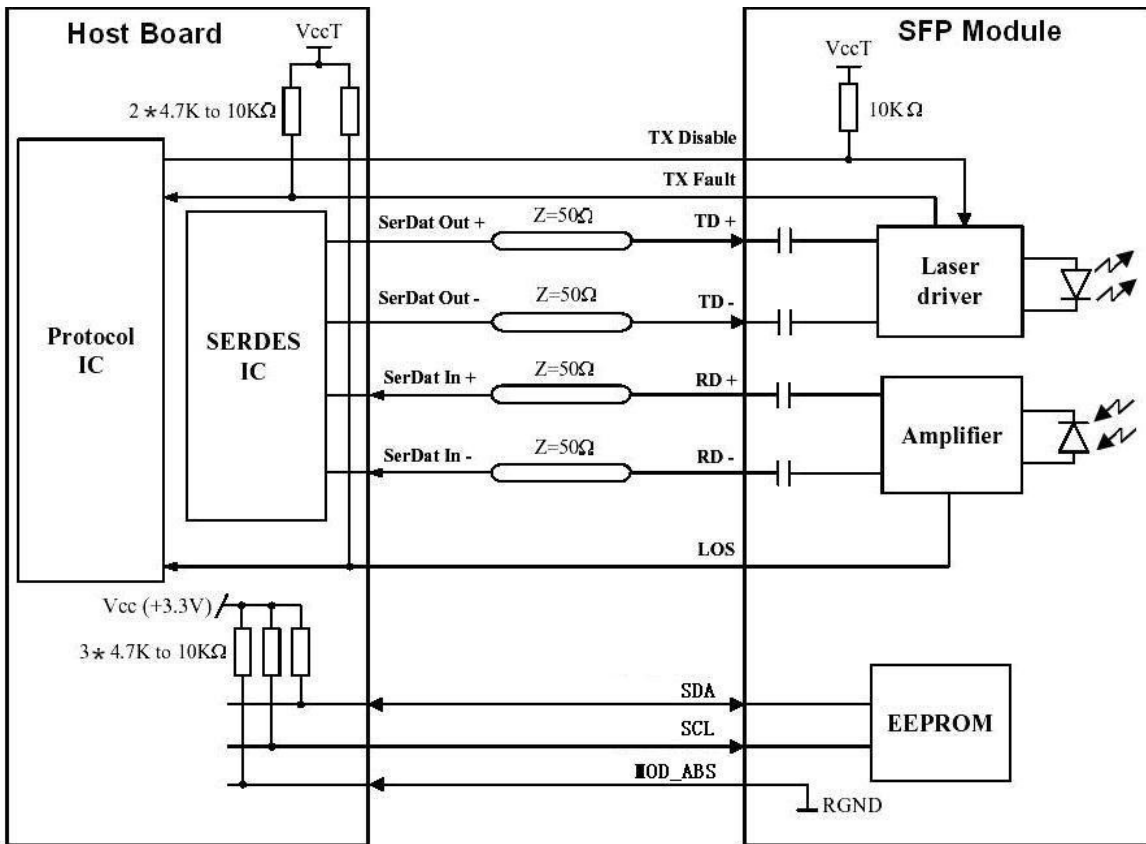 Host Board
SFP Module
VccT
VccT
2*4.7K to 10KΩ
10KΩ
TX Disable
TX Fault
SerDat Out +
Z=50Ω
TD +
Laser
driver
SerDat Out -
Z=50Ω
TD -
Protocol
IC
SERDES
IC
SerDat In +
Z=50Ω
RD +
Amplifier
SerDat In -
Z=50Ω
RD -
LOS
Vcc (+3.3V)
3*4.7K to 10KΩ
SDA
EEPROM
SCL
MOD_ABS
RGND